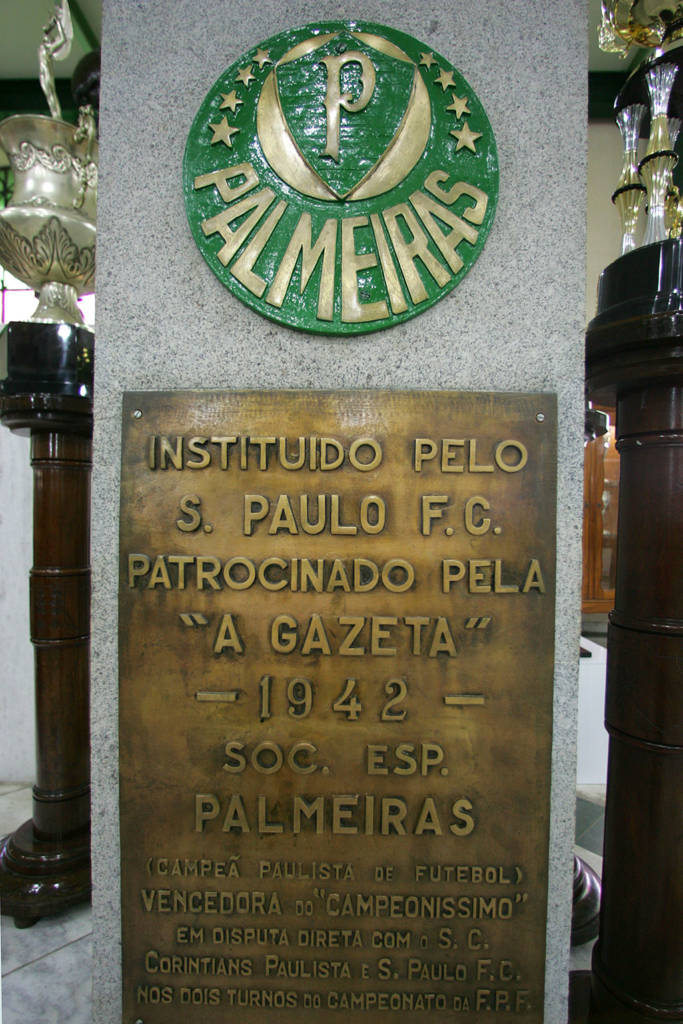 P
PALMEIRAS
INSTITUIDO PELO
S. PAULO F.C.
PATROCINADO PELA
"A GAZETA"
— 1942 —
SOC. ESP.
PALMEIRAS
(CAMPEÃ PAULISTA DE FUTEBOL)
VENCEDORA DO "CAMPEONISSIMO"
EM DISPUTA DIRETA COM O S. C.
CORINTIANS PAULISTA E S. PAULO F.C.
NOS DOIS TURNOS DO CAMPEONATO DA F.P.F.